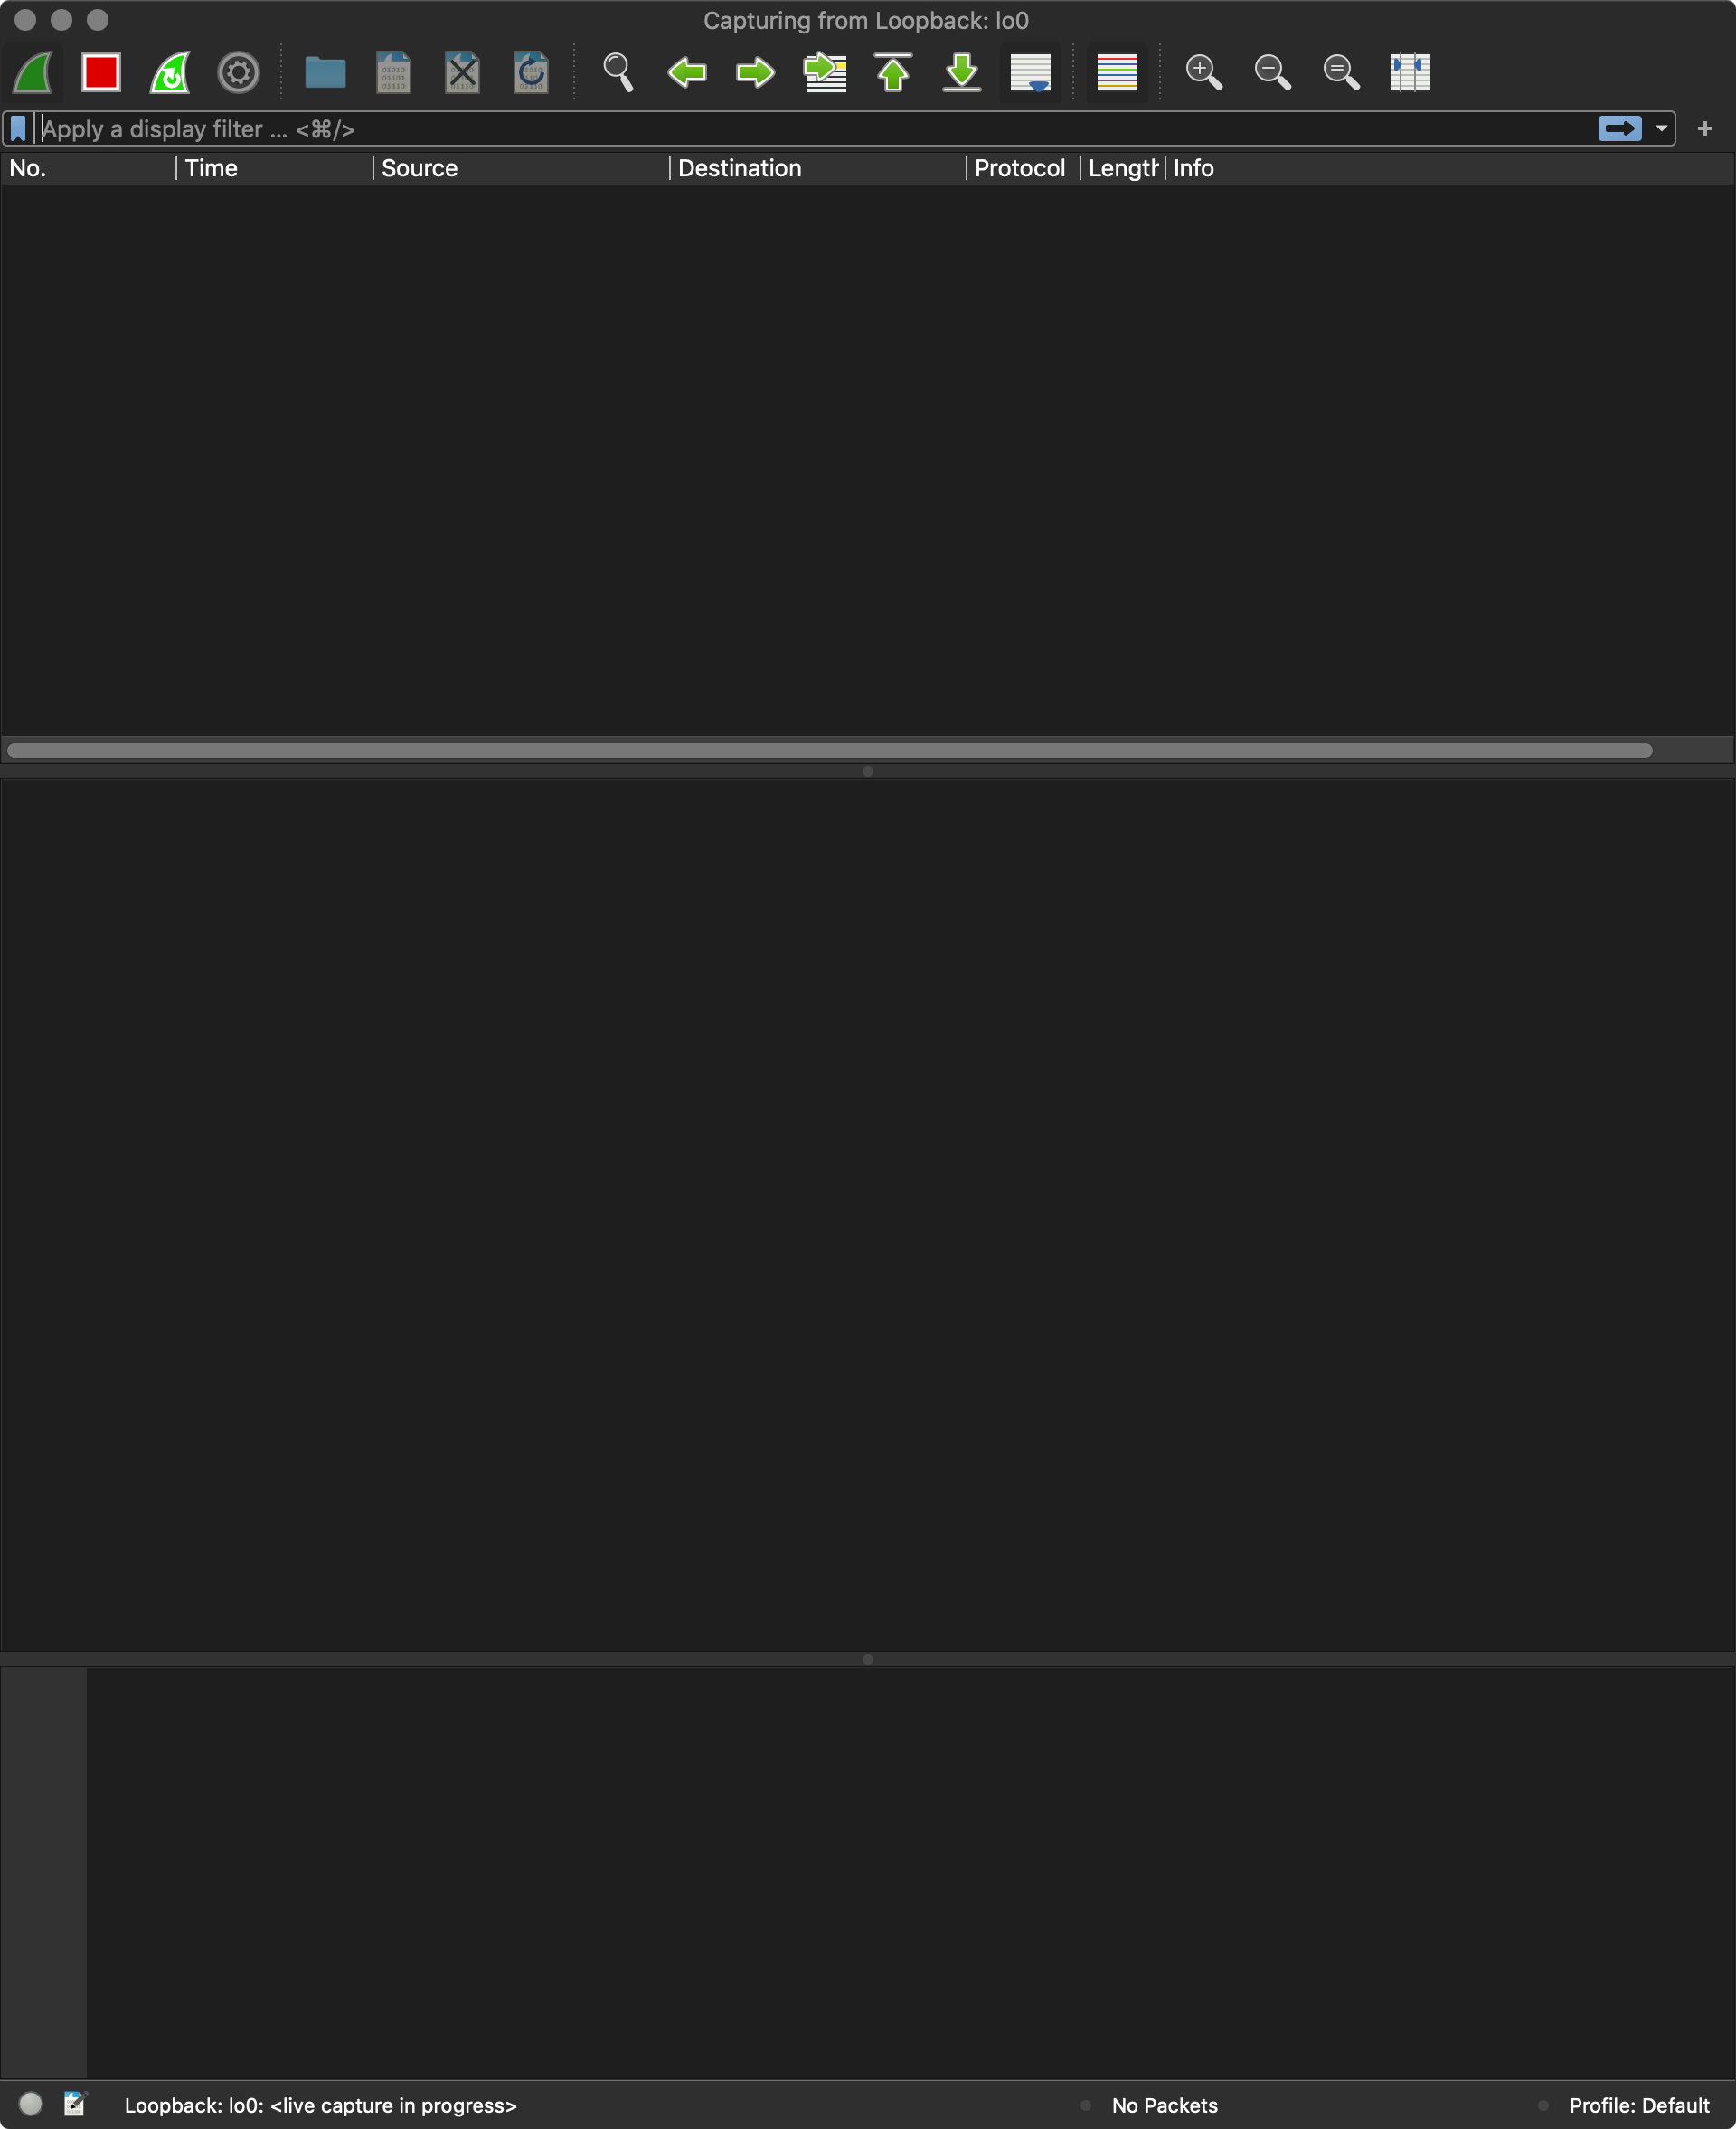 Capturing from Loopback: lo0
Apply a display filter ... <⌘/>
No. Time Source Destination Protocol Length Info
Loopback: lo0: <live capture in progress> No Packets Profile: Default